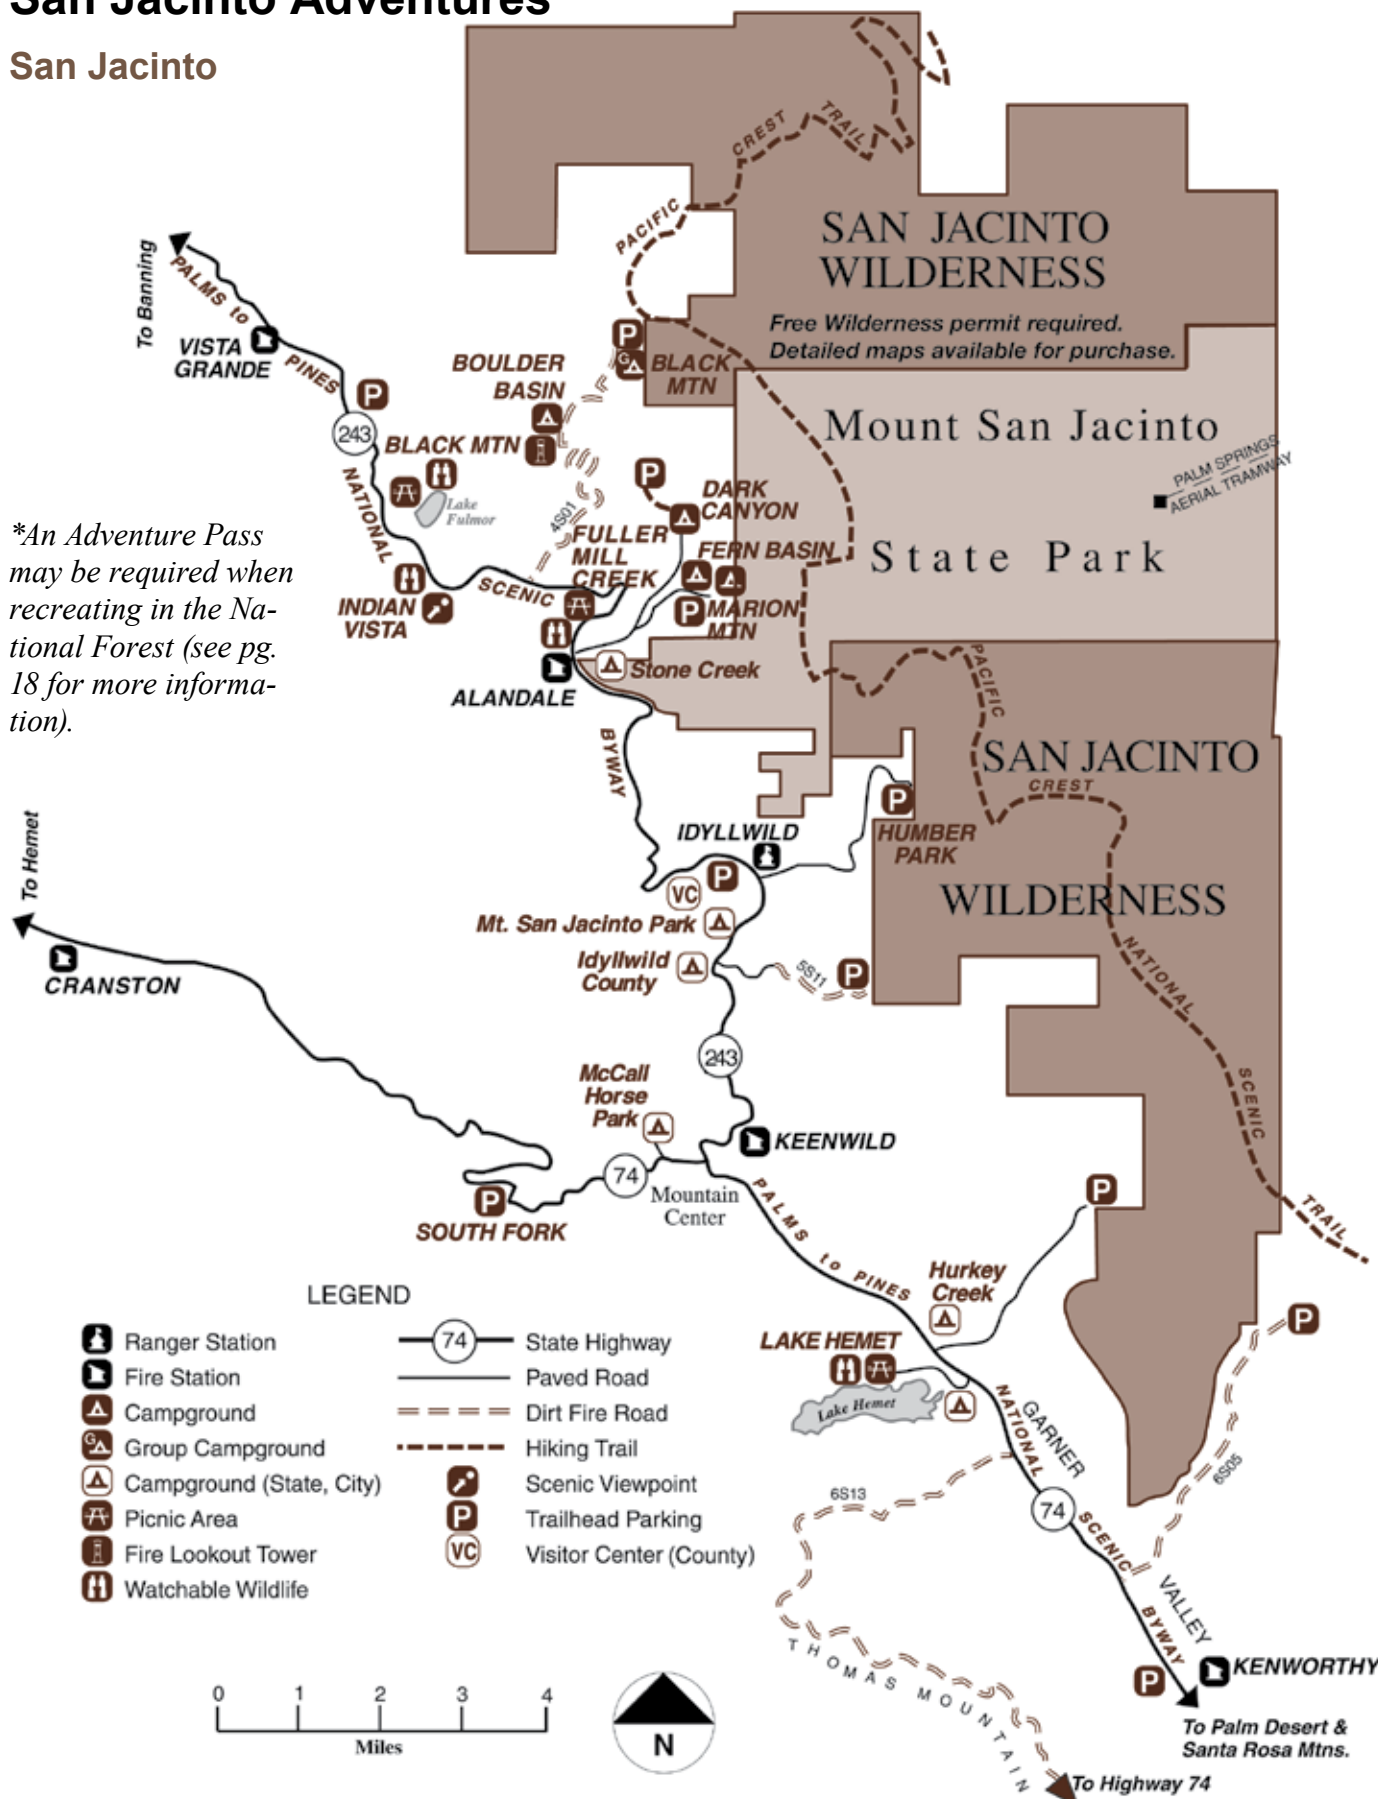 San Jacinto Adventures
San Jacinto
CREST
TRAIL
PACIFIC
SAN JACINTO
WILDERNESS
Free Wilderness permit required.
Detailed maps available for purchase.
To Banning
PALMS to
VISTA
GRANDE
PINES
P
243
BOULDER
BASIN
P
G
BLACK
MTN
Mount San Jacinto
State Park
PALM SPRINGS
AERIAL TRAMWAY
BLACK MTN
Lake
Fulmor
NATIONAL
4S01
P
DARK
CANYON
FULLER
MILL
CREEK
FERN BASIN
P
MARION
MTN
SCENIC
INDIAN
VISTA
Stone Creek
ALANDALE
BYWAY
*An Adventure Pass
may be required when
recreating in the Na-
tional Forest (see pg.
18 for more informa-
tion).
PACIFIC
SAN JACINTO
CREST
WILDERNESS
NATIONAL
SCENIC
TRAIL
P
HUMBER
PARK
IDYLLWILD
P
VC
Mt. San Jacinto Park
Idyllwild
County
5S11
P
To Hemet
CRANSTON
243
McCall
Horse
Park
KEENWILD
74
Mountain
Center
P
SOUTH FORK
PALMS to PINES
P
Hurkey
Creek
LAKE HEMET
Lake Hemet
P
NATIONAL
GARNER
6S13
6S05
74
SCENIC
VALLEY
BYWAY
P
KENWORTHY
To Palm Desert &
Santa Rosa Mtns.
THOMAS MOUNTAIN
To Highway 74
LEGEND
Ranger Station
Fire Station
Campground
G Group Campground
Campground (State, City)
Picnic Area
Fire Lookout Tower
Watchable Wildlife
74 State Highway
Paved Road
Dirt Fire Road
Hiking Trail
Scenic Viewpoint
P Trailhead Parking
VC Visitor Center (County)
0 1 2 3 4
Miles
N